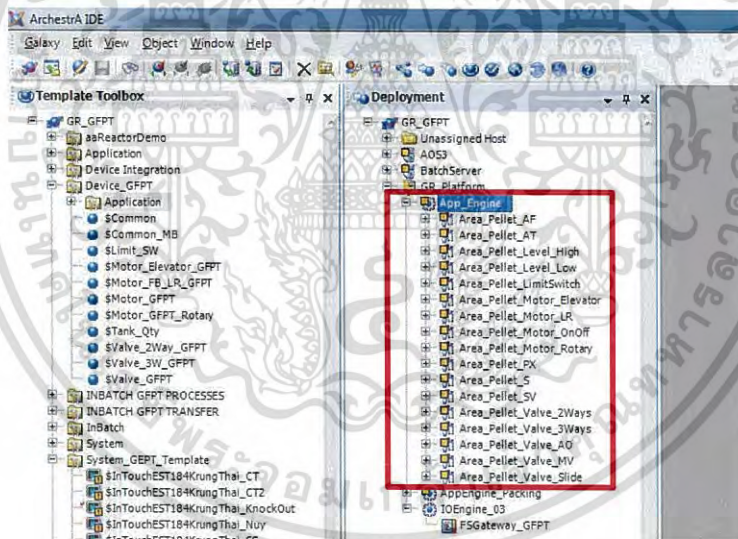 ArchestrA IDE
Galaxy Edit View Object Window Help
Template Toolbox
GR_GFPT
aaReactorDemo
Application
Device Integration
Device_GFPT
Application
$Common
$Common_MB
$Limit_SW
$Motor_Elevator_GFPT
$Motor_FB_LR_GFPT
$Motor_GFPT
$Motor_GFPT_Rotary
$Tank_Qty
$Valve_2Way_GFPT
$Valve_3W_GFPT
$Valve_GFPT
INBATCH GFPT PROCESSES
INBATCH GFPT TRANSFER
InBatch
System
System_GEPT_Template
$InTouchEST184KrungThai_CT
$InTouchEST184KrungThai_CT2
$InTouchEST184KrungThai_KnockOut
$InTouchEST184KrungThai_Nuy
Deployment
GR_GFPT
Unassigned Host
AOS3
BatchServer
GR_Platform
App_Engine
Area_Pellet_AF
Area_Pellet_AT
Area_Pellet_Level_High
Area_Pellet_Level_Low
Area_Pellet_LimitSwitch
Area_Pellet_Motor_Elevator
Area_Pellet_Motor_LR
Area_Pellet_Motor_OnOff
Area_Pellet_Motor_Rotary
Area_Pellet_PX
Area_Pellet_S
Area_Pellet_SV
Area_Pellet_Valve_2Ways
Area_Pellet_Valve_3Ways
Area_Pellet_Valve_AO
Area_Pellet_Valve_MV
Area_Pellet_Valve_Slide
AppEngine_Packing
IOEngine_03
FSGateway_GFPT